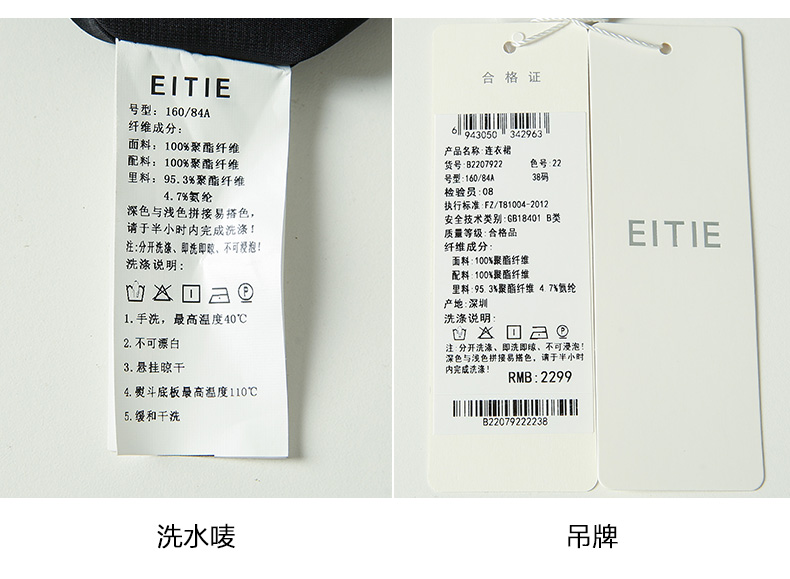 EITIE
号型: 160/84A
纤维成分:
面料: 100%聚酯纤维
配料: 100%聚酯纤维
里料: 95.3%聚酯纤维
4.7%氨纶
深色与浅色拼接易搭色,
请于半小时内完成洗涤!
注:分开洗涤、即洗即晾、不可浸泡!
洗涤说明:
1.手洗，最高温度40℃
2.不可漂白
3.悬挂晾干
4.熨斗底板最高温度110℃
5.缓和干洗
洗水唛
合格证
6 943050 342963
产品名称:连衣裙
货号:B2207922 色号:22
号型:160/84A 38码
检验员:08
执行标准:FZ/T81004-2012
安全技术类别:GB18401 B类
质量等级:合格品
纤维成分:
面料:100%聚酯纤维
配料:100%聚酯纤维
里料:95.3%聚酯纤维 4.7%氨纶
产地:深圳
洗涤说明:
注:分开洗涤、即洗即晾、不可浸泡!
深色与浅色拼接易搭色，请于半小时
内完成洗涤!
RMB:2299
B22079222238
EITIE
吊牌